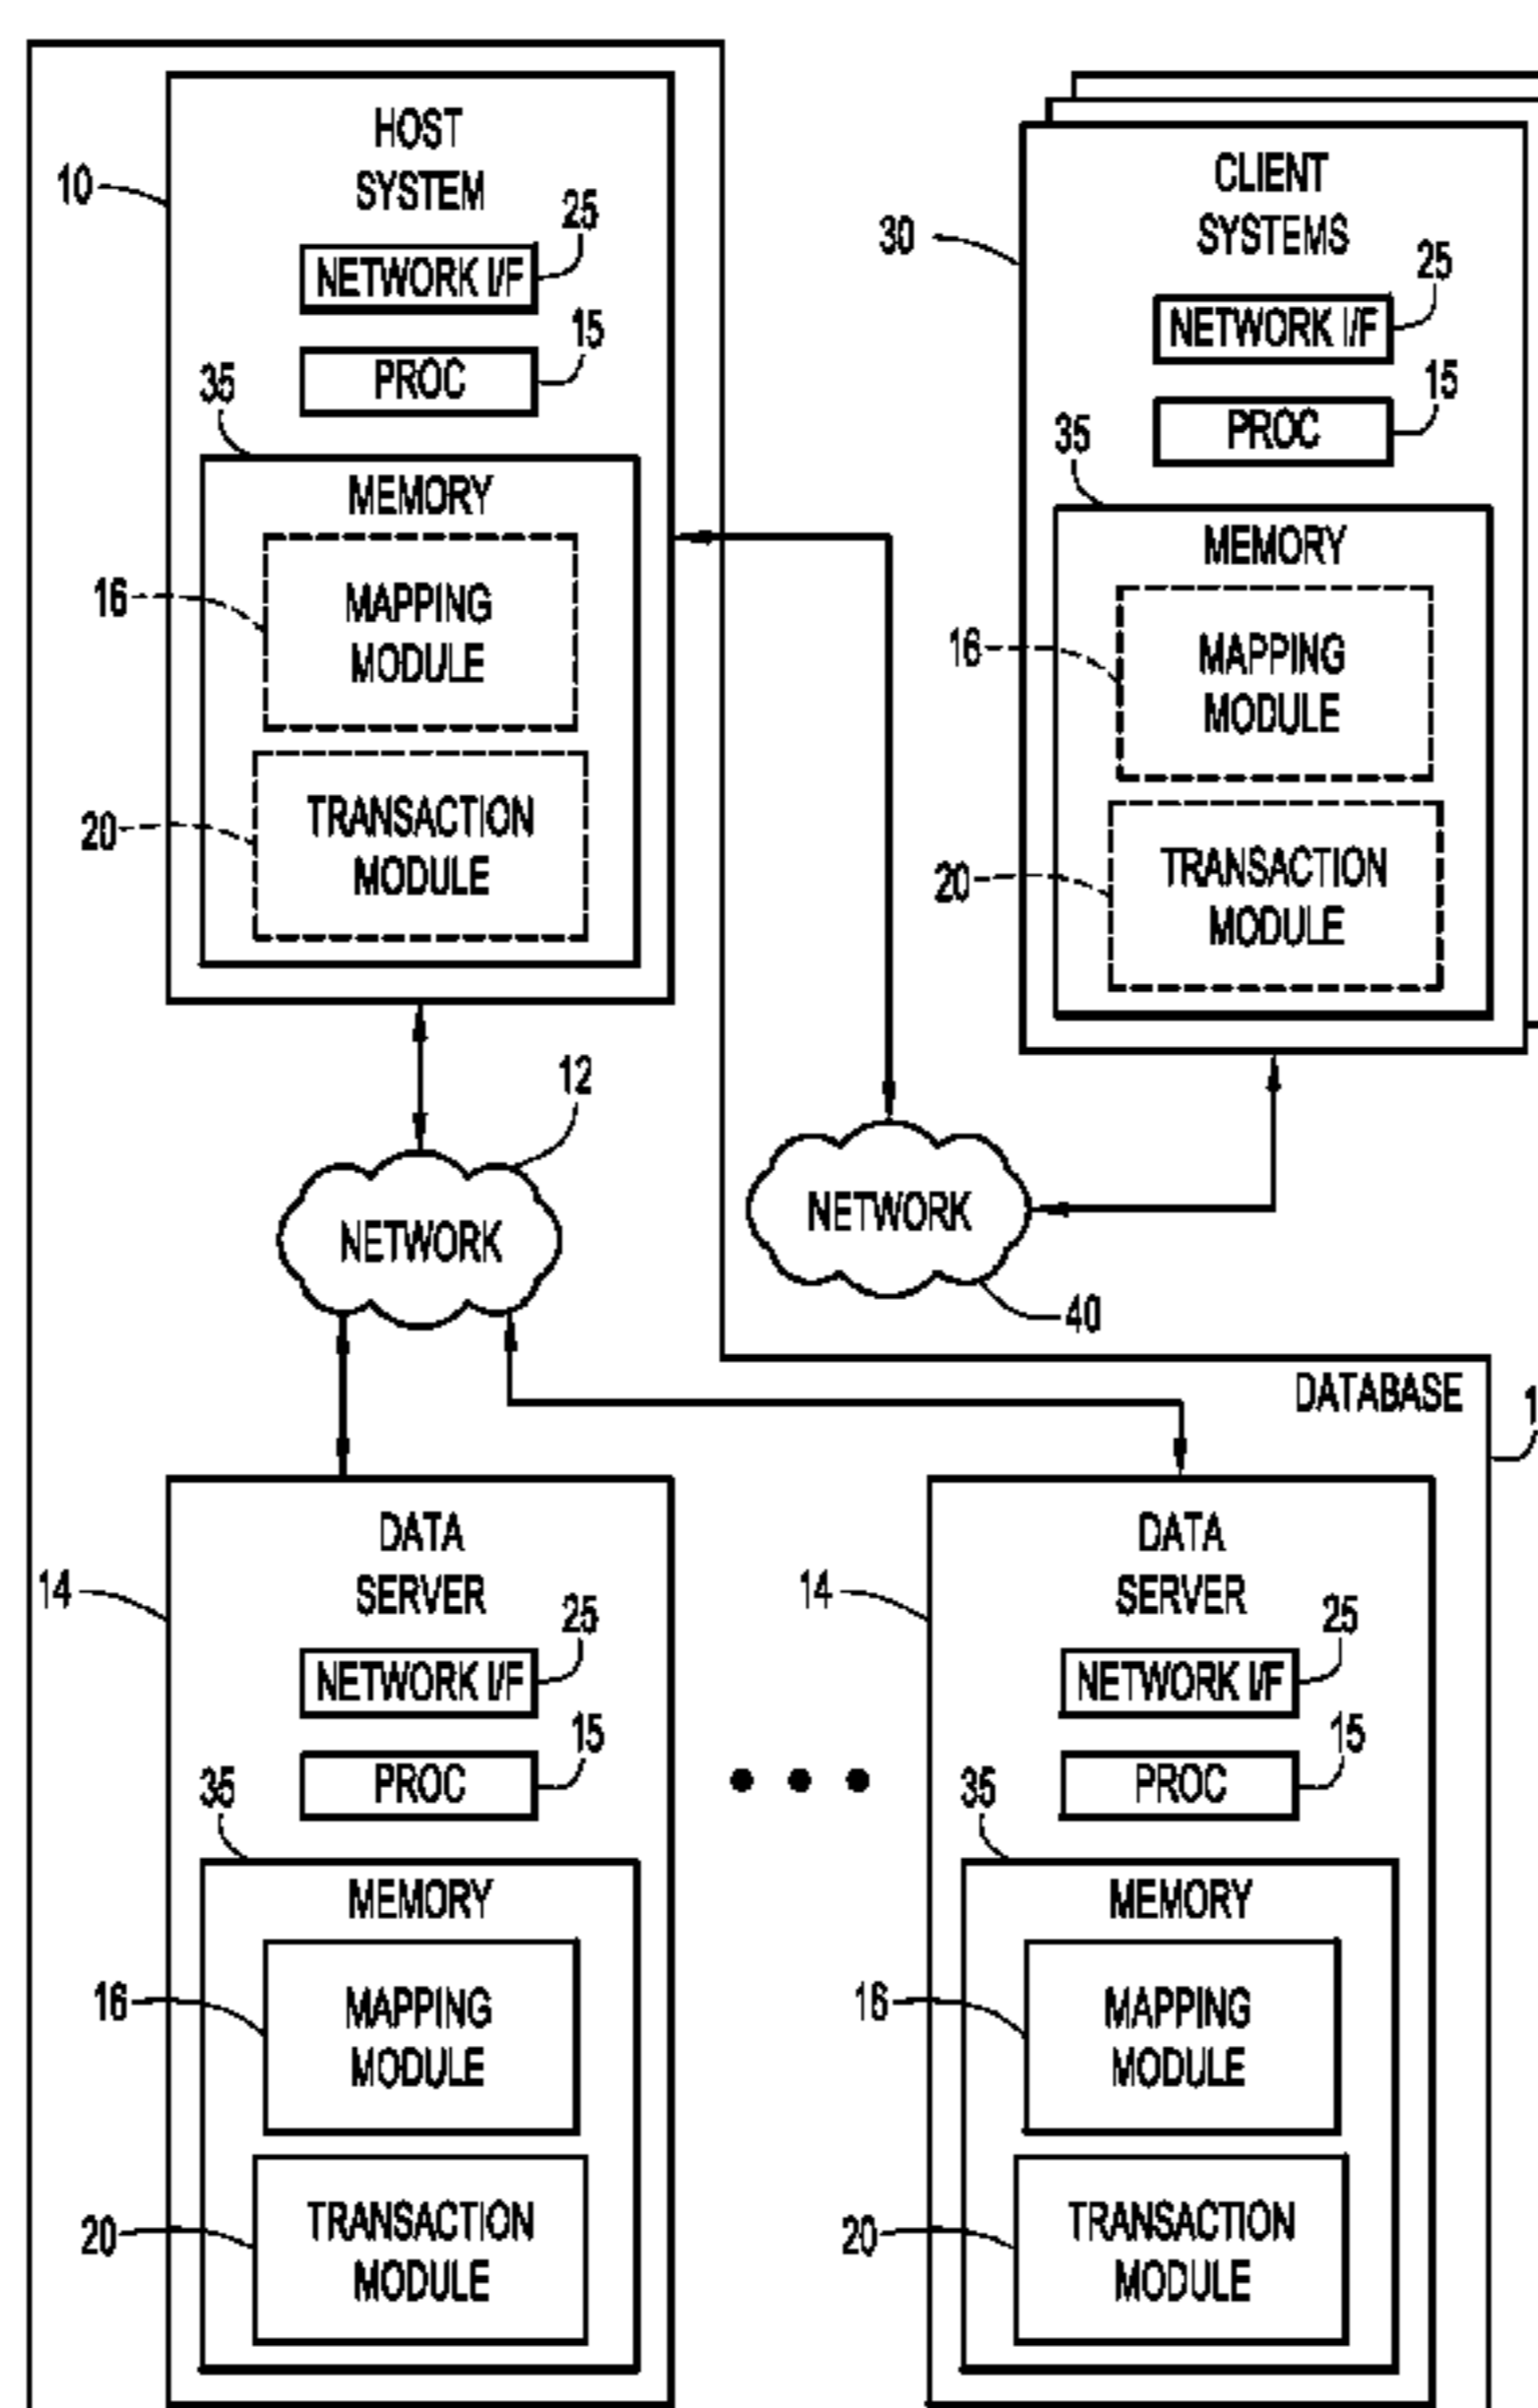 HOST
SYSTEM
10
25
NETWORK I/F
15
PROC
35
MEMORY
16
MAPPING
MODULE
20
TRANSACTION
MODULE
CLIENT
SYSTEMS
30
25
NETWORK I/F
15
PROC
35
MEMORY
16
MAPPING
MODULE
20
TRANSACTION
MODULE
12
NETWORK
NETWORK
40
DATABASE
DATA
SERVER
14
25
NETWORK I/F
15
PROC
35
MEMORY
16
MAPPING
MODULE
20
TRANSACTION
MODULE
DATA
SERVER
14
25
NETWORK I/F
15
PROC
35
MEMORY
16
MAPPING
MODULE
20
TRANSACTION
MODULE